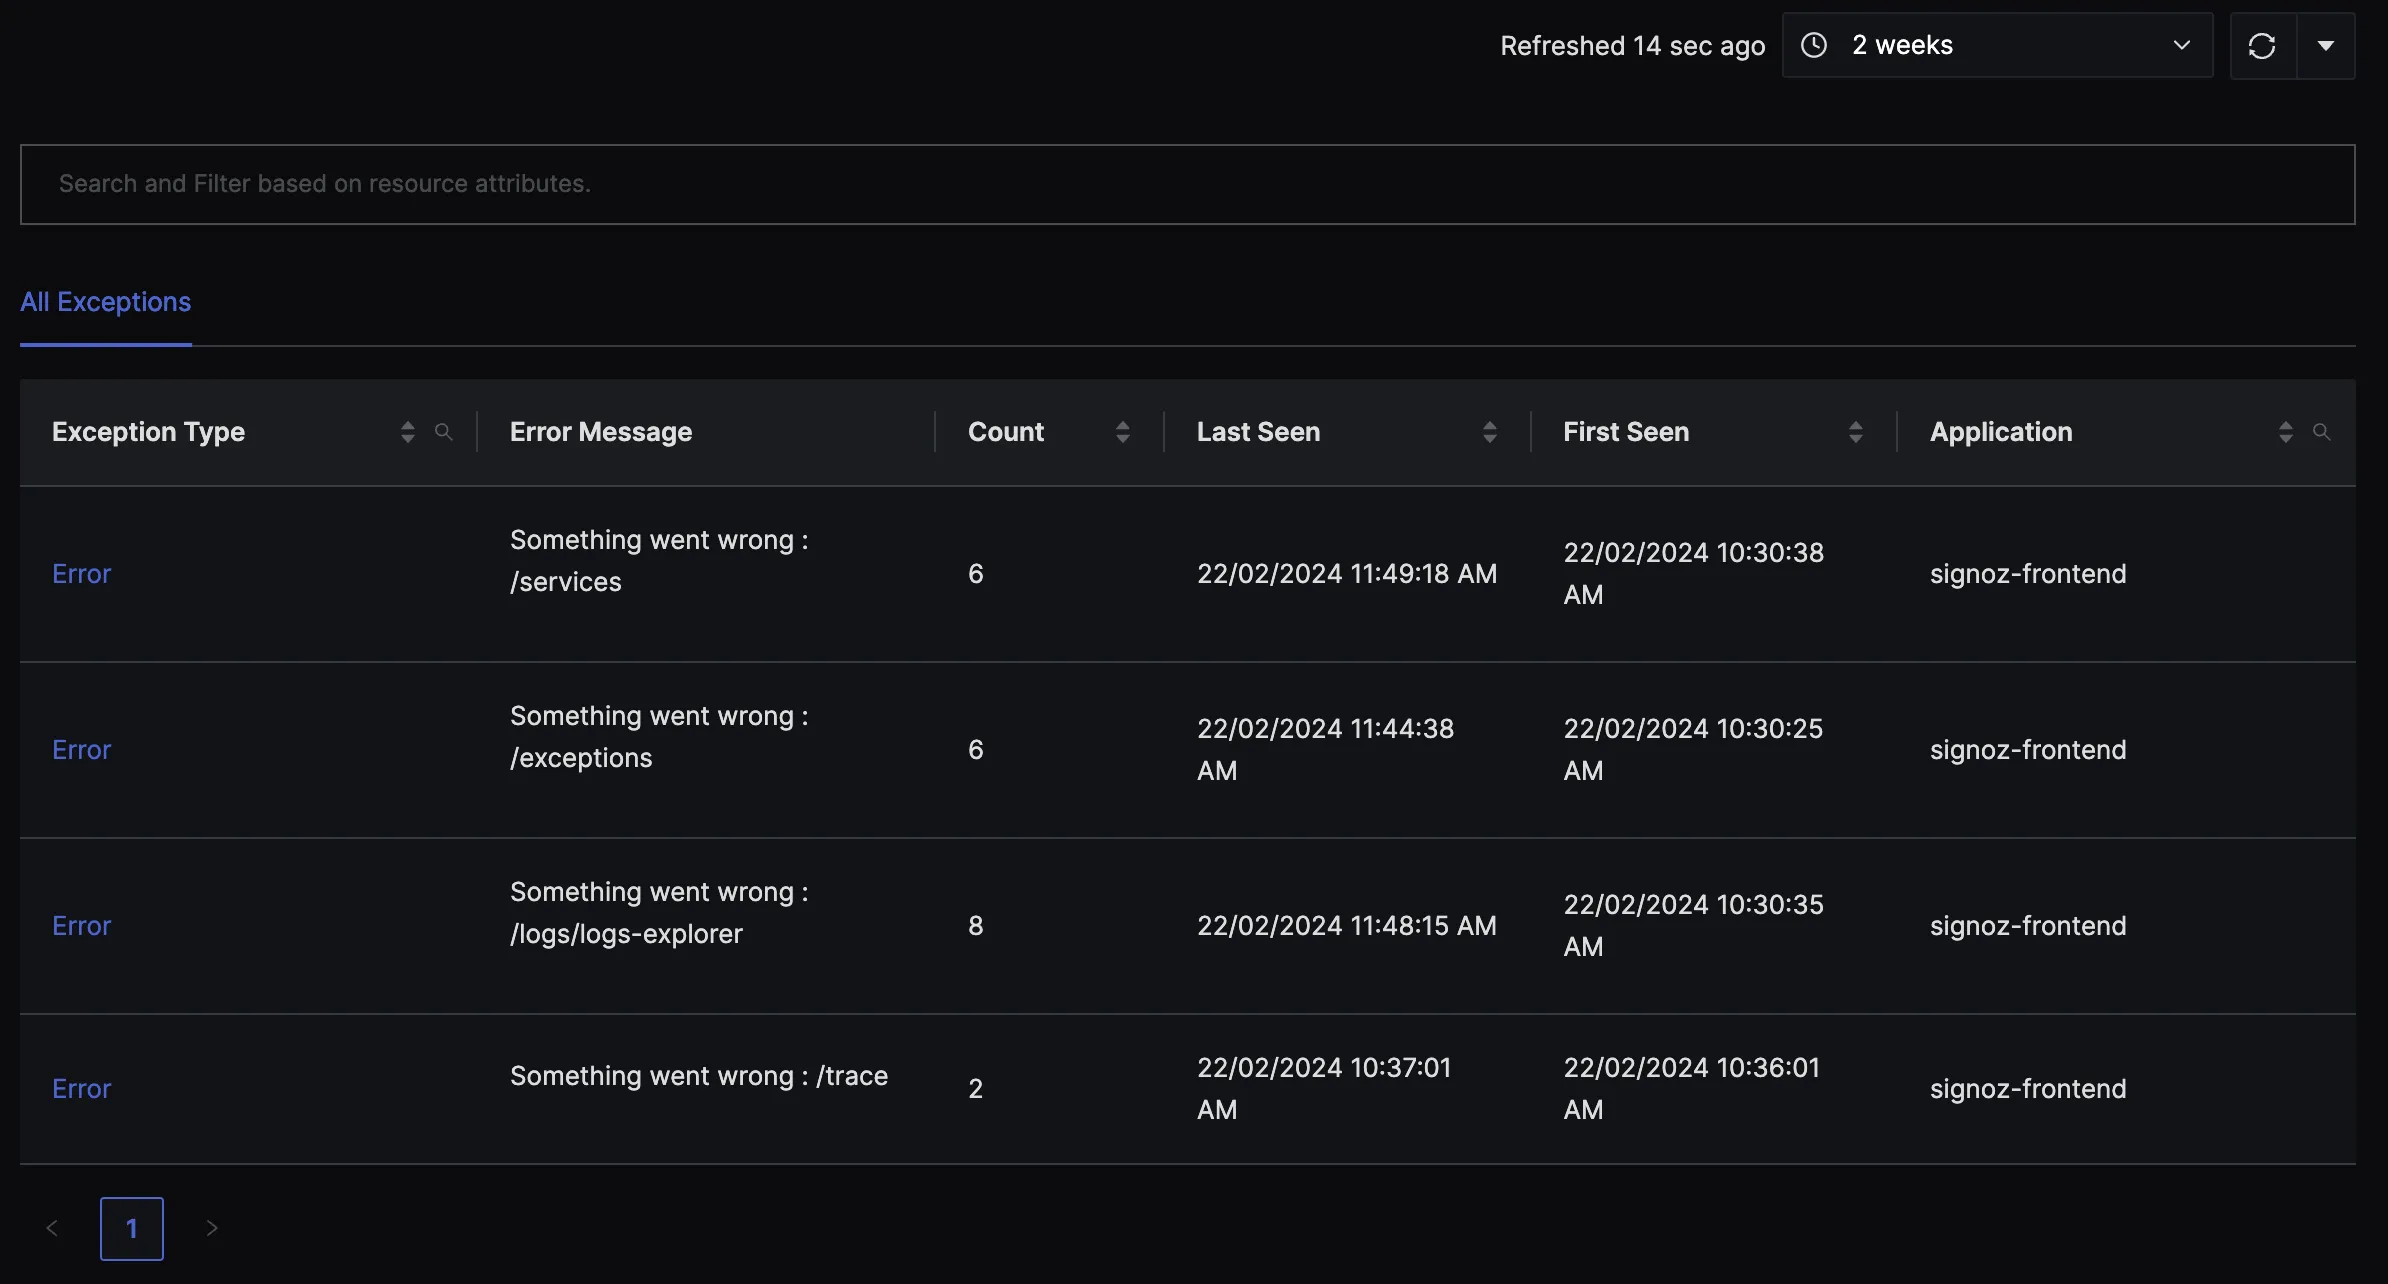 Refreshed 14 sec ago
2 weeks
Search and Filter based on resource attributes.
All Exceptions
Exception Type
Error Message
Count
Last Seen
First Seen
Application
Error
Something went wrong :
/services
6
22/02/2024 11:49:18 AM
22/02/2024 10:30:38
AM
signoz-frontend
Error
Something went wrong :
/exceptions
6
22/02/2024 11:44:38
AM
22/02/2024 10:30:25
AM
signoz-frontend
Error
Something went wrong :
/logs/logs-explorer
8
22/02/2024 11:48:15 AM
22/02/2024 10:30:35
AM
signoz-frontend
Error
Something went wrong : /trace
2
22/02/2024 10:37:01
AM
22/02/2024 10:36:01
AM
signoz-frontend
1